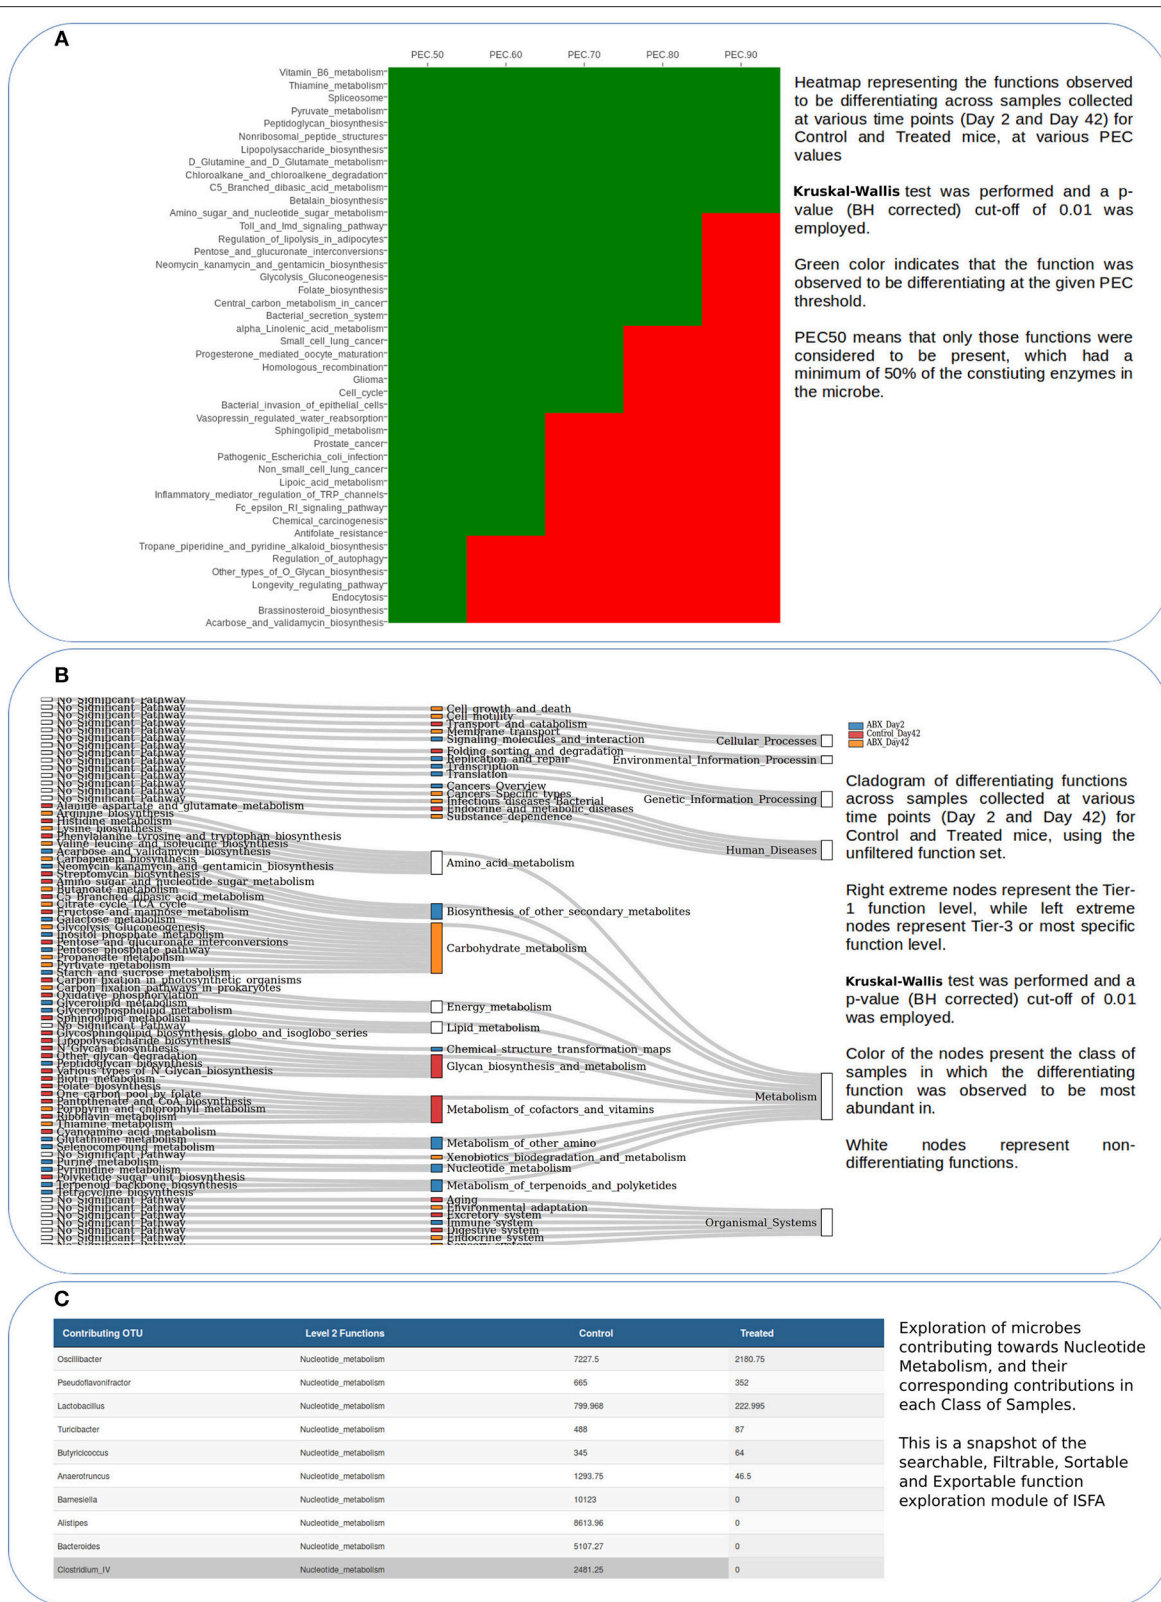 A
PEC.50 PEC.60 PEC.70 PEC.80 PEC.90
Vitamin_B6_metabolism
Thiamine_metabolism
Spliceosome
Pyruvate_metabolism
Peptidoglycan_biosynthesis
Nonribosomal_peptide_structures
Lipopolysaccharide_biosynthesis
D_Glutamine_and_D_Glutamate_metabolism
Chloroalkane_and_chloroalkene_degradation
C5_Branched_dibasic_acid_metabolism
Betalain_biosynthesis
Amino_sugar_and_nucleotide_sugar_metabolism
Toll_and_Imd_signaling_pathway
Regulation_of_lipolysis_in_adipocytes
Pentose_and_glucuronate_interconversions
Neomycin_kanamycin_and_gentamicin_biosynthesis
Glycolysis_Gluconeogenesis
Folate_biosynthesis
Central_carbon_metabolism_in_cancer
Bacterial_secretion_system
alpha_Linolenic_acid_metabolism
Small_cell_lung_cancer
Progesterone_mediated_oocyte_maturation
Homologous_recombination
Glioma
Cell_cycle
Bacterial_invasion_of_epithelial_cells
Vasopressin_regulated_water_reabsorption
Sphingolipid_metabolism
Prostate_cancer
Pathogenic_Escherichia_coli_infection
Non_small_cell_lung_cancer
Lipoic_acid_metabolism
Inflammatory_mediator_regulation_of_TRP_channels
Fc_epsilon_RI_signaling_pathway
Chemical_carcinogenesis
Antifolate_resistance
Tropane_piperidine_and_pyridine_alkaloid_biosynthesis
Regulation_of_autophagy
Other_types_of_O_Glycan_biosynthesis
Longevity_regulating_pathway
Endocytosis
Brassinosteroid_biosynthesis
Acarbose_and_validamycin_biosynthesis
Heatmap representing the functions observed
to be differentiating across samples collected
at various time points (Day 2 and Day 42) for
Control and Treated mice, at various PEC
values
Kruskal-Wallis test was performed and a p-
value (BH corrected) cut-off of 0.01 was
employed.
Green color indicates that the function was
observed to be differentiating at the given PEC
threshold.
PEC50 means that only those functions were
considered to be present, which had a
minimum of 50% of the constiuting enzymes in
the microbe.
B
No_Significant_Pathway
No_Significant_Pathway
No_Significant_Pathway
No_Significant_Pathway
No_Significant_Pathway
No_Significant_Pathway
No_Significant_Pathway
No_Significant_Pathway
No_Significant_Pathway
No_Significant_Pathway
No_Significant_Pathway
No_Significant_Pathway
No_Significant_Pathway
No_Significant_Pathway
Alanine_aspartate_and_glutamate_metabolism
Arginine_biosynthesis
Histidine_metabolism
Lysine_biosynthesis
Phenylalanine_tyrosine_and_tryptophan_biosynthesis
Valine_leucine_and_isoleucine_biosynthesis
Acarbose_and_validamycin_biosynthesis
Carbapenem_biosynthesis
Neomycin_kanamycin_and_gentamicin_biosynthesis
Streptomycin_biosynthesis
Amino_sugar_and_nucleotide_sugar_metabolism
Butanoate_metabolism
C5_Branched_dibasic_acid_metabolism
Citrate_cycle_TCA_cycle
Fructose_and_mannose_metabolism
Galactose_metabolism
Glycolysis_Gluconeogenesis
Inositol_phosphate_metabolism
Pentose_and_glucuronate_interconversions
Pentose_phosphate_pathway
Propanoate_metabolism
Pyruvate_metabolism
Starch_and_sucrose_metabolism
Carbon_fixation_in_photosynthetic_organisms
Carbon_fixation_pathways_in_prokaryotes
Oxidative_phosphorylation
Glycerolipid_metabolism
Glycerophospholipid_metabolism
Sphingolipid_metabolism
No_Significant_Pathway
Glycosphingolipid_biosynthesis_globo_and_isoglobo_series
Lipopolysaccharide_biosynthesis
N_Glycan_biosynthesis
Other_glycan_degradation
Peptidoglycan_biosynthesis
Various_types_of_N_Glycan_biosynthesis
Biotin_metabolism
Folate_biosynthesis
One_carbon_pool_by_folate
Pantothenate_and_CoA_biosynthesis
Porphyrin_and_chlorophyll_metabolism
Riboflavin_metabolism
Thiamine_metabolism
Cyanoamino_acid_metabolism
Glutathione_metabolism
Selenocompound_metabolism
No_Significant_Pathway
Purine_metabolism
Pyrimidine_metabolism
Polyketide_sugar_unit_biosynthesis
Terpenoid_backbone_biosynthesis
Tetracycline_biosynthesis
No_Significant_Pathway
No_Significant_Pathway
No_Significant_Pathway
No_Significant_Pathway
No_Significant_Pathway
No_Significant_Pathway
Cell_growth_and_death
Cell_motility
Transport_and_catabolism
Membrane_transport
Signaling_molecules_and_interaction
Folding_sorting_and_degradation
Replication_and_repair
Transcription
Translation
Cancers_Overview
Cancers_Specific_types
Infectious_diseases_Bacterial
Endocrine_and_metabolic_diseases
Substance_dependence
Amino_acid_metabolism
Biosynthesis_of_other_secondary_metabolites
Carbohydrate_metabolism
Energy_metabolism
Lipid_metabolism
Chemical_structure_transformation_maps
Glycan_biosynthesis_and_metabolism
Metabolism_of_cofactors_and_vitamins
Metabolism_of_other_amino
Xenobiotics_biodegradation_and_metabolism
Nucleotide_metabolism
Metabolism_of_terpenoids_and_polyketides
Aging
Environmental_adaptation
Excretory_system
Immune_system
Digestive_system
Endocrine_system
Cellular_Processes
Environmental_Information_Processin
Genetic_Information_Processing
Human_Diseases
Metabolism
Organismal_Systems
ABX_Day2
Control_Day42
ABX_Day42
Cladogram of differentiating functions
across samples collected at various
time points (Day 2 and Day 42) for
Control and Treated mice, using the
unfiltered function set.
Right extreme nodes represent the Tier-
1 function level, while left extreme
nodes represent Tier-3 or most specific
function level.
Kruskal-Wallis test was performed and a
p-value (BH corrected) cut-off of 0.01
was employed.
Color of the nodes present the class of
samples in which the differentiating
function was observed to be most
abundant in.
White nodes represent non-
differentiating functions.
C
Contributing OTU Level 2 Functions Control Treated
Oscillibacter Nucleotide_metabolism 7227.5 2180.75
Pseudoflavonifractor Nucleotide_metabolism 665 352
Lactobacillus Nucleotide_metabolism 799.968 222.995
Turicibacter Nucleotide_metabolism 488 87
Butyricicoccus Nucleotide_metabolism 345 64
Anaerotruncus Nucleotide_metabolism 1293.75 46.5
Barnesiella Nucleotide_metabolism 10123 0
Alistipes Nucleotide_metabolism 8613.96 0
Bacteroides Nucleotide_metabolism 5107.27 0
Clostridium_IV Nucleotide_metabolism 2481.25 0
Exploration of microbes
contributing towards Nucleotide
Metabolism, and their
corresponding contributions in
each Class of Samples.
This is a snapshot of the
searchable, Filtrable, Sortable
and Exportable function
exploration module of ISFA